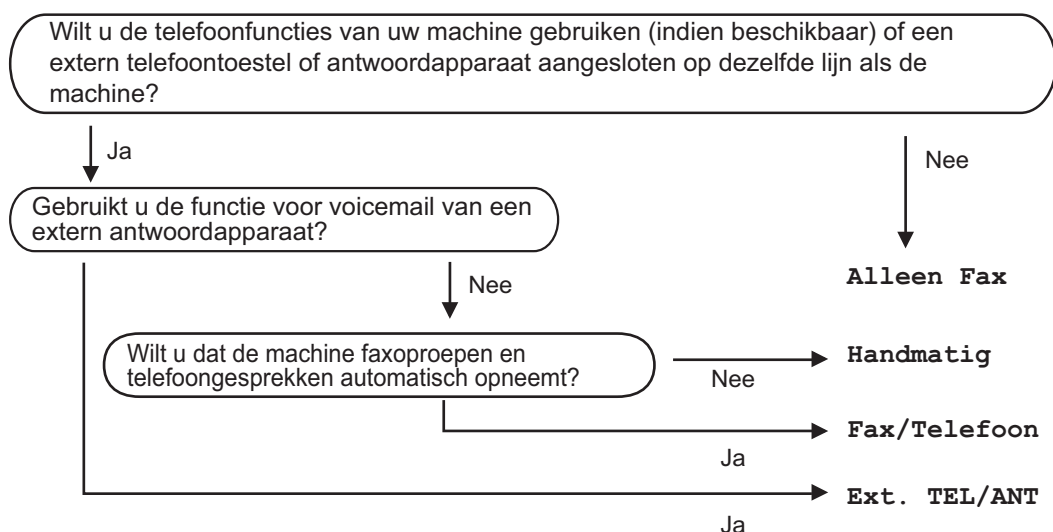 Wilt u de telefoonfuncties van uw machine gebruiken (indien beschikbaar) of een
extern telefoontoestel of antwoordapparaat aangesloten op dezelfde lijn als de
machine?
Ja
Nee
Gebruikt u de functie voor voicemail van een
extern antwoordapparaat?
Nee
Alleen Fax
Wilt u dat de machine faxoproepen en
telefoongesprekken automatisch opneemt?
Nee
Handmatig
Ja
Fax/Telefoon
Ja
Ext. TEL/ANT